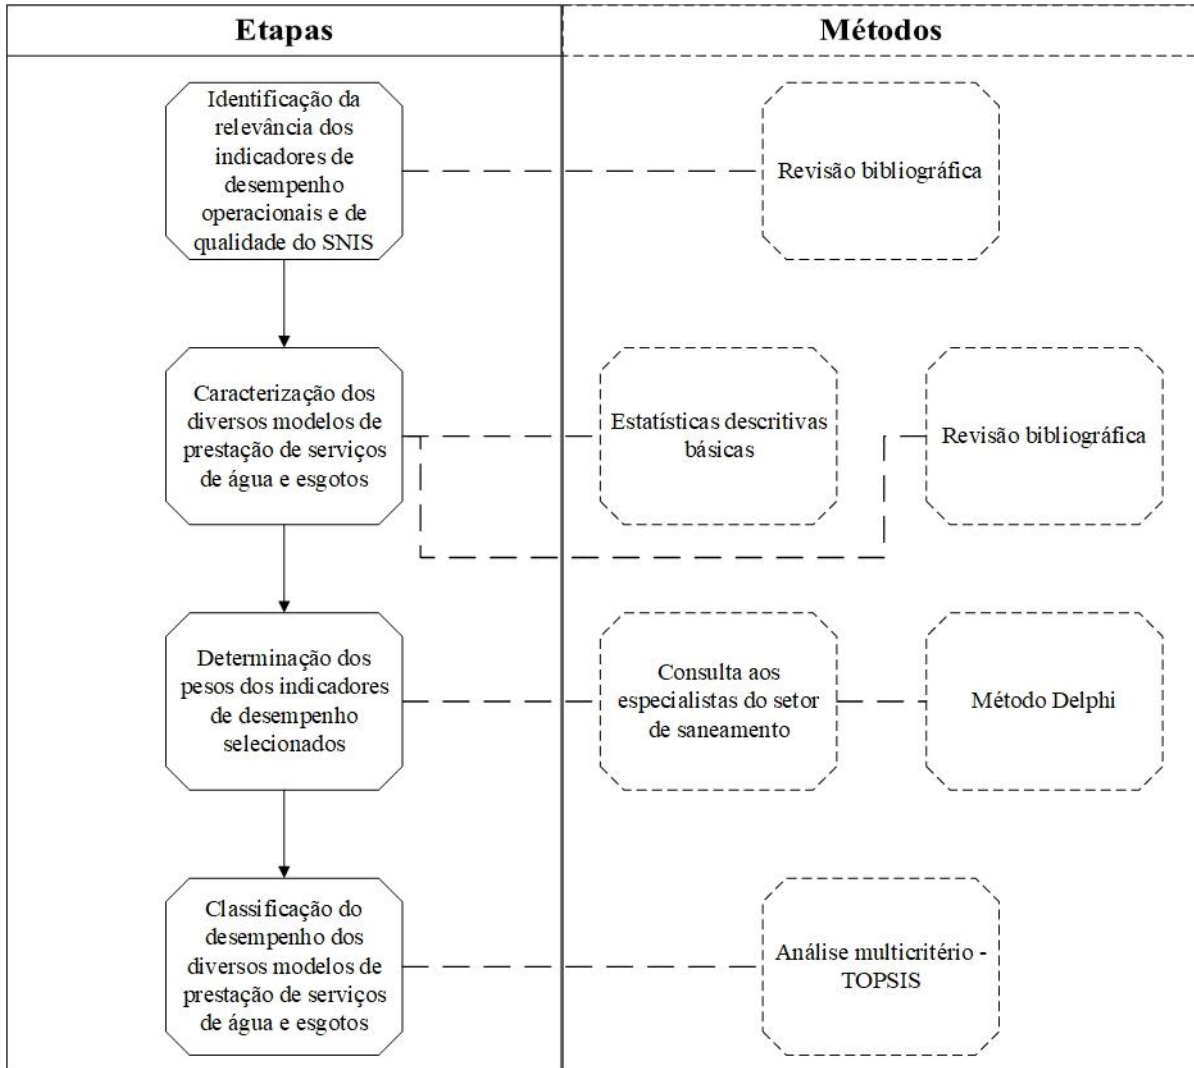 Etapas
Métodos
Identificação da
relevância dos
indicadores de
desempenho
operacionais e de
qualidade do SNIS
Revisão bibliográfica
Caracterização dos
diversos modelos de
prestação de serviços
de água e esgotos
Estatísticas descritivas
básicas
Revisão bibliográfica
Determinação dos
pesos dos indicadores
de desempenho
selecionados
Consulta aos
especialistas do setor
de saneamento
Método Delphi
Classificação do
desempenho dos
diversos modelos de
prestação de serviços
de água e esgotos
Análise multicritério -
TOPSIS